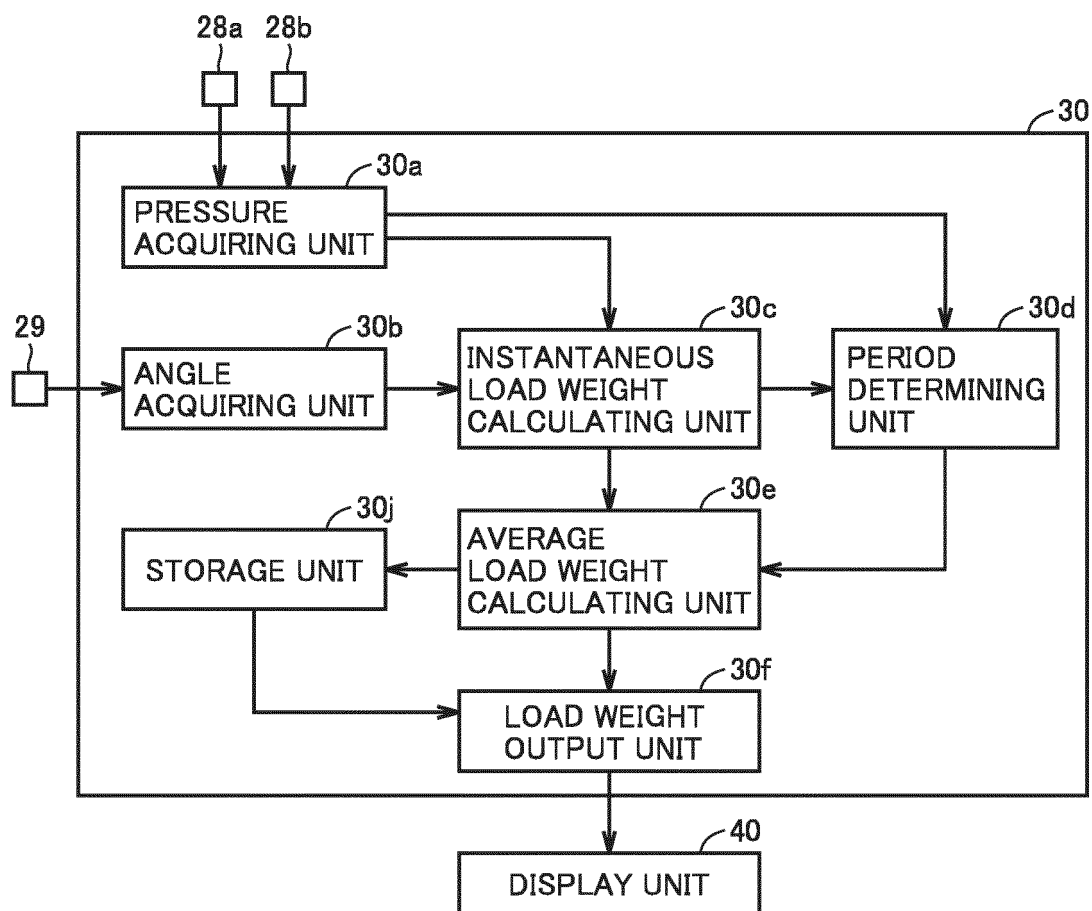 28a 28b
30
30a
PRESSURE
ACQUIRING UNIT
29
30b
ANGLE
ACQUIRING UNIT
30c
INSTANTANEOUS
LOAD WEIGHT
CALCULATING UNIT
30d
PERIOD
DETERMINING
UNIT
30j
STORAGE UNIT
30e
AVERAGE
LOAD WEIGHT
CALCULATING UNIT
30f
LOAD WEIGHT
OUTPUT UNIT
40
DISPLAY UNIT